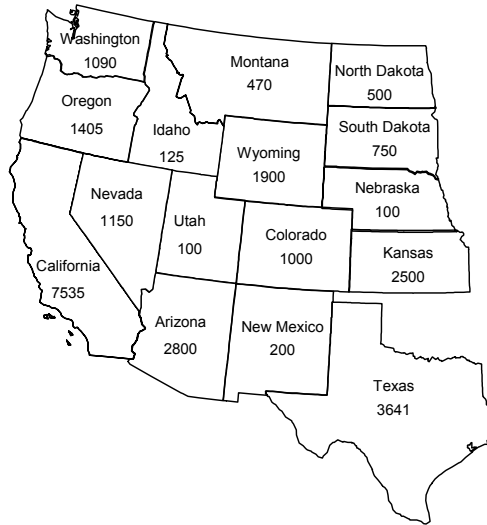 Washington
1090
Montana
470
North Dakota
500
Oregon
1405
Idaho
125
South Dakota
750
Wyoming
1900
Nebraska
100
Nevada
1150
Utah
100
Colorado
1000
Kansas
2500
California
7535
Arizona
2800
New Mexico
200
Texas
3641